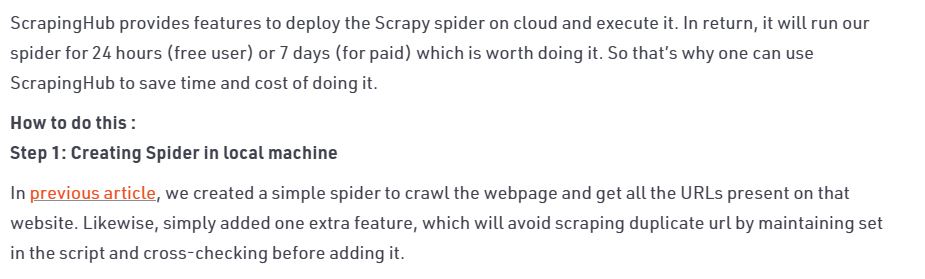 ScrapingHub provides features to deploy the Scrapy spider on cloud and execute it. In return, it will run our
spider for 24 hours (free user) or 7 days (for paid) which is worth doing it. So that’s why one can use
ScrapingHub to save time and cost of doing it.
How to do this :
Step 1: Creating Spider in local machine
In previous article, we created a simple spider to crawl the webpage and get all the URLs present on that
website. Likewise, simply added one extra feature, which will avoid scraping duplicate url by maintaining set
in the script and cross-checking before adding it.